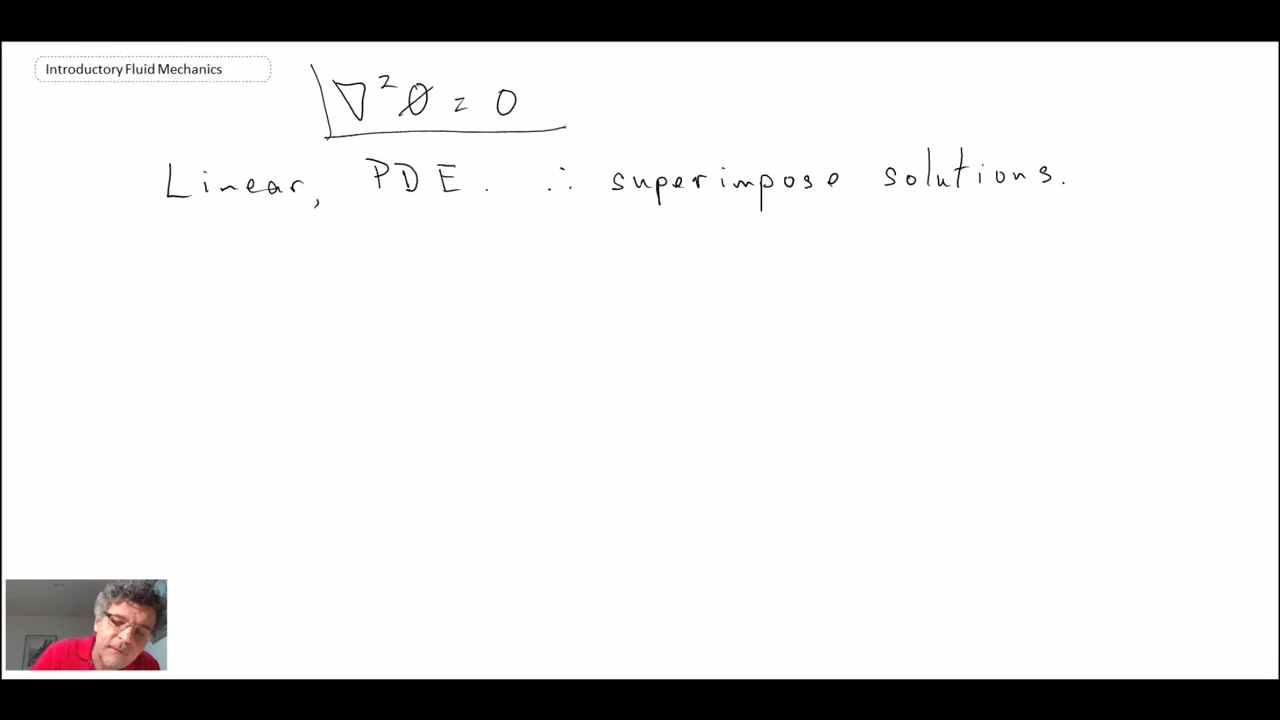 Introductory Fluid Mechanics
∇²∅ = 0
Linear, PDE. ∴ superimpose solutions.